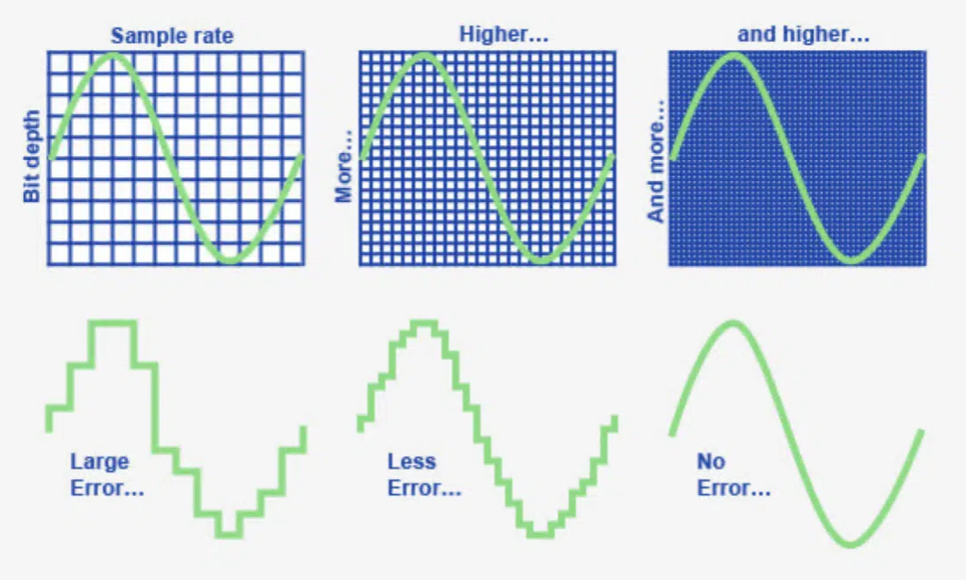 Sample rate
Higher...
and higher...
Bit depth
More...
And more...
Large
Error...
Less
Error...
No
Error...